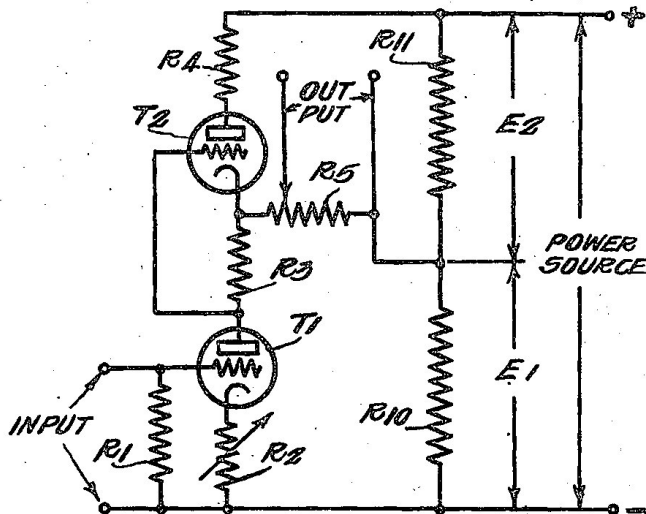 R4
R11
+
T2
OUT
PUT
E2
R5
POWER
SOURCE
R3
T1
E1
INPUT
R1
R2
R10
-